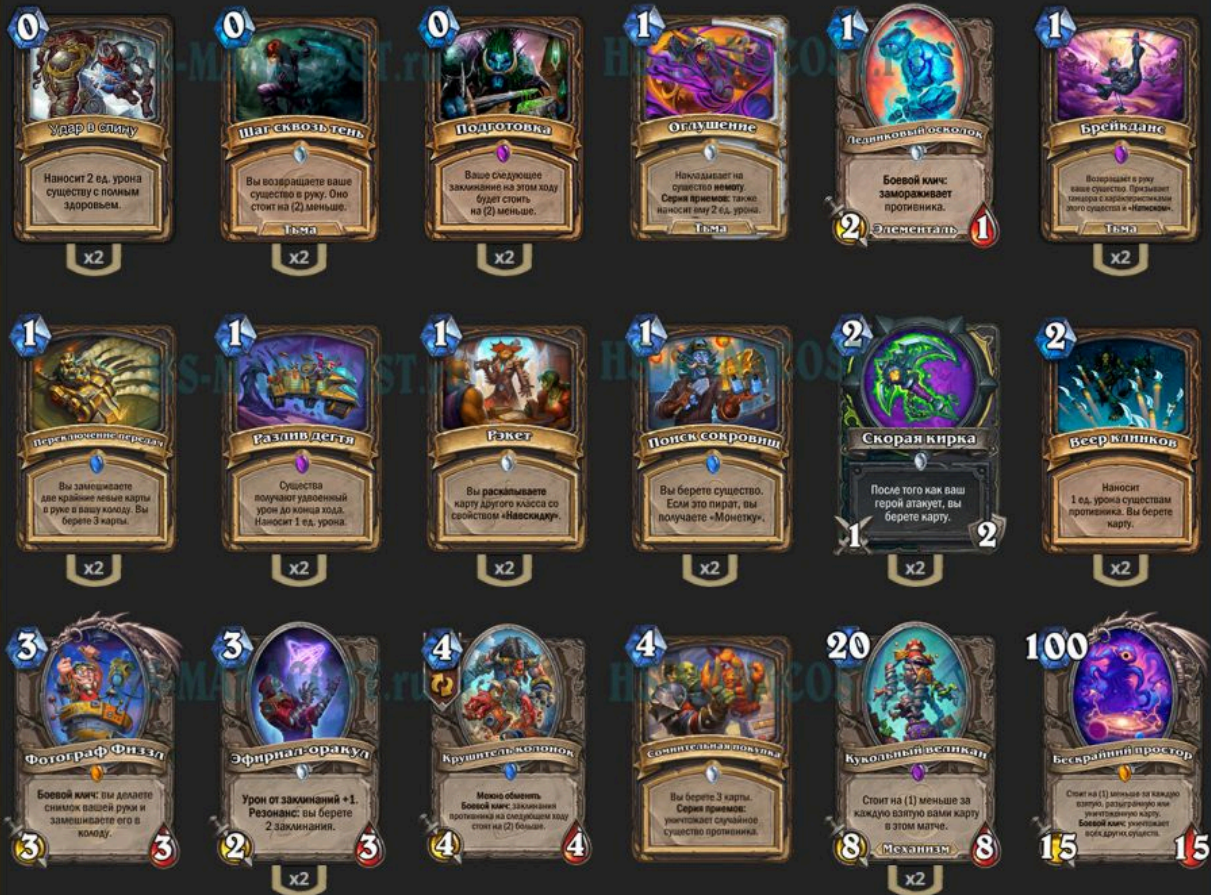 0
Удар в спину
Наносит 2 ед. урона
существу с полным
здоровьем.
x2
0
Шаг сквозь тень
Вы возвращаете ваше
существо в руку. Оно
стоит на (2) меньше.
Тьма
x2
0
Подготовка
Ваше следующее
заклинание на этом ходу
будет стоить
на (2) меньше.
x2
1
Оглушение
Накладывает на
существо немоту.
Серия приемов: также
наносит ему 2 ед. урона.
Тьма
1
Ледниковый осколок
Боевой клич:
замораживает
противника.
2
Элементаль
1
1
Брейкданс
Возвращает в руку
ваше существо. Призывает
танцора с характеристиками
этого существа и «Натиском».
Тьма
x2
1
Переключение передач
Вы замешиваете
две крайние левые карты
в руке в вашу колоду. Вы
берете 3 карты.
x2
1
Разлив дегтя
Существа
получают удвоенный
урон до конца хода.
Наносит 1 ед. урона.
x2
1
Рэкет
Вы раскапываете
карту другого класса со
свойством «Навскидку».
x2
1
Поиск сокровищ
Вы берете существо.
Если это пират, вы
получаете «Монетку».
x2
2
Скорая кирка
После того как ваш
герой атакует, вы
берете карту.
1
2
x2
2
Веер клинков
Наносит
1 ед. урона существам
противника. Вы берете
карту.
x2
3
Фотограф Физзл
Боевой клич: вы делаете
снимок вашей руки и
замешиваете его в
колоду.
3
3
3
Эфириал-оракул
Урон от заклинаний +1.
Резонанс: вы берете
2 заклинания.
2
3
x2
4
Крушитель колонок
Можно обменять
Боевой клич: заклинания
противника на следующем ходу
стоят на (2) больше.
4
4
4
Сомнительная покупка
Вы берете 3 карты.
Серия приемов:
уничтожает случайное
существо противника.
20
Кукольный великан
Стоит на (1) меньше за
каждую взятую вами карту
в этом матче.
8
Механизм
8
x2
100
Бескрайний простор
Стоит на (1) меньше за каждую
взятую, разыгранную или
уничтоженную карту.
Боевой клич: уничтожает
всех других существ.
15
15